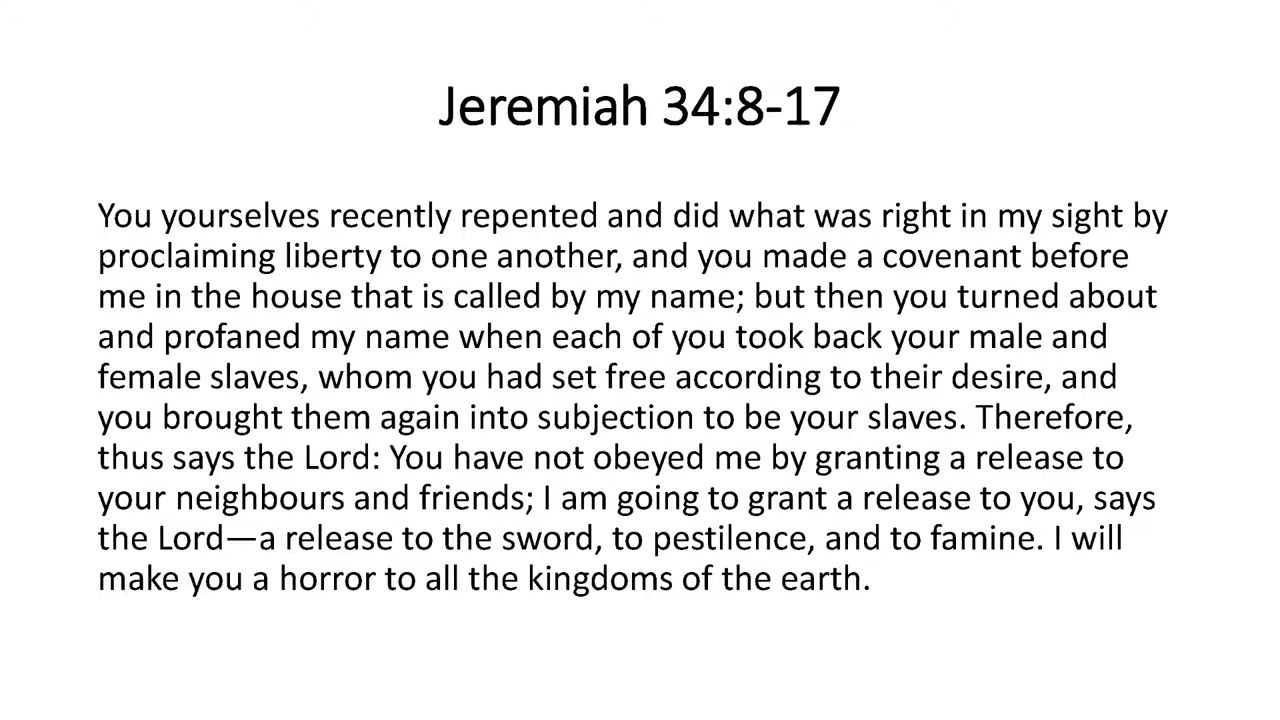 Jeremiah 34:8-17
You yourselves recently repented and did what was right in my sight by
proclaiming liberty to one another, and you made a covenant before
me in the house that is called by my name; but then you turned about
and profaned my name when each of you took back your male and
female slaves, whom you had set free according to their desire, and
you brought them again into subjection to be your slaves. Therefore,
thus says the Lord: You have not obeyed me by granting a release to
your neighbours and friends; I am going to grant a release to you, says
the Lord—a release to the sword, to pestilence, and to famine. I will
make you a horror to all the kingdoms of the earth.